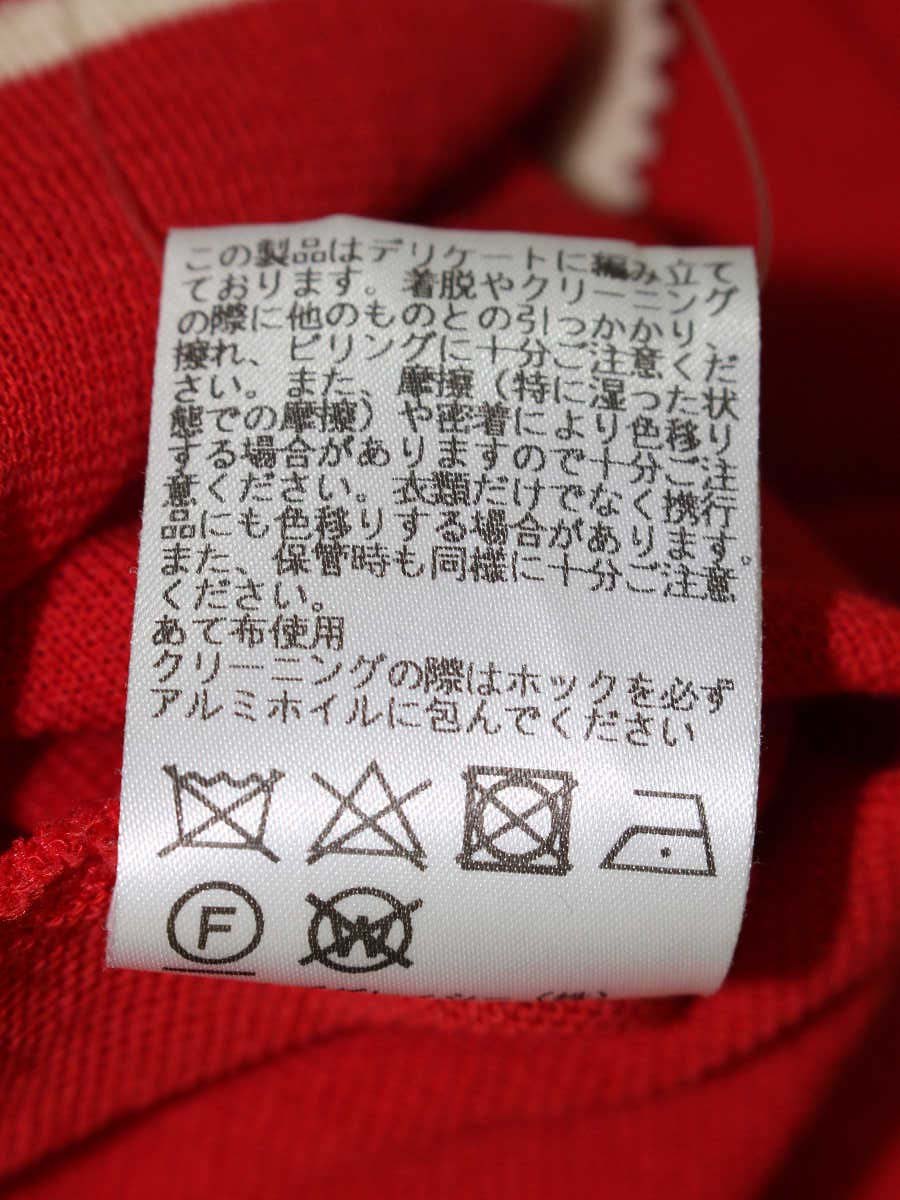 この製品はデリケートに編み立て
ております。着脱やクリーニング
の際に他のものとの引っかかり、
擦れ、ピリングに十分ご注意くだ
さい。また、摩擦(特に湿った状
態での摩擦)や密着により色移り
する場合がありますので十分ご注
意ください。衣類だけでなく携行
品にも色移りする場合があります。
また、保管時も同様に十分ご注意
ください。
あて布使用
クリーニングの際はホックを必ず
アルミホイルに包んでください
F
W